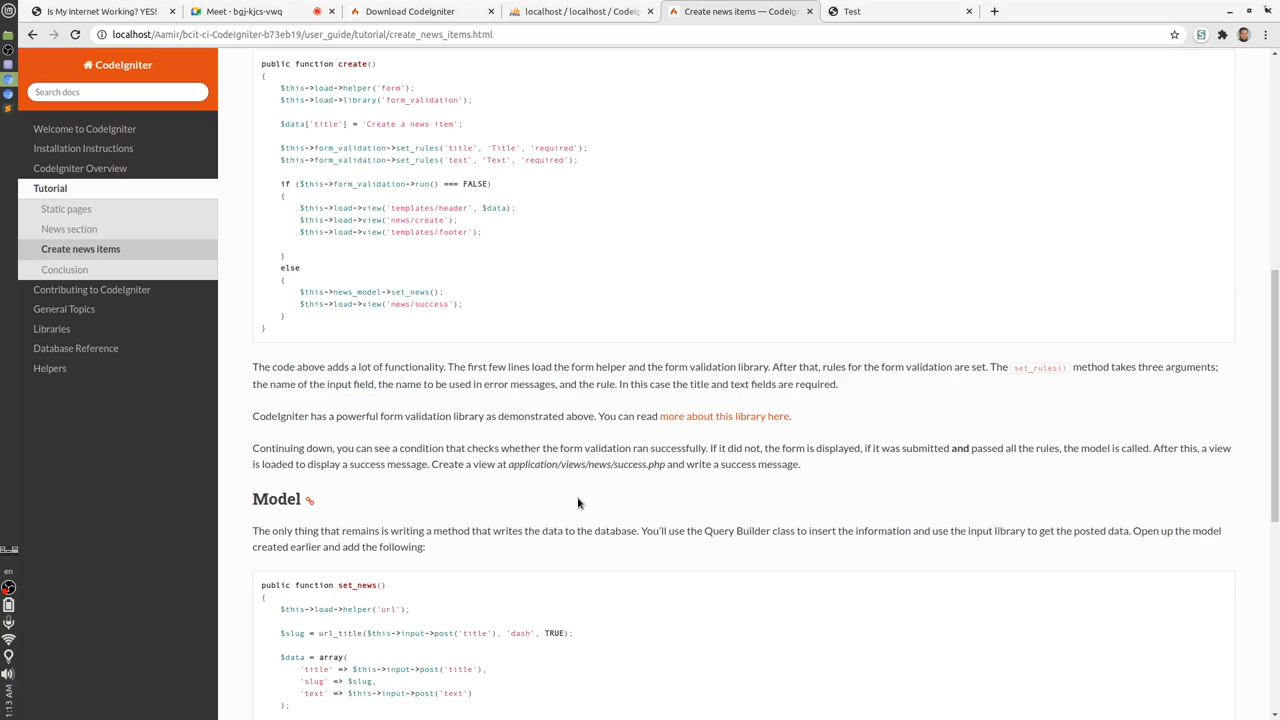 Is My Internet Working? YES!
Meet - bgj-kjcs-vwq
Download CodeIgniter
localhost / localhost / CodeIg
Create news items — CodeIgn
Test
localhost/Aamir/bcit-ci-CodeIgniter-b73eb19/user_guide/tutorial/create_news_items.html
CodeIgniter
Search docs
Welcome to CodeIgniter
Installation Instructions
CodeIgniter Overview
Tutorial
Static pages
News section
Create news items
Conclusion
Contributing to CodeIgniter
General Topics
Libraries
Database Reference
Helpers
en
1:13 AM
public function create()
{
$this->load->helper('form');
$this->load->library('form_validation');
$data['title'] = 'Create a news item';
$this->form_validation->set_rules('title', 'Title', 'required');
$this->form_validation->set_rules('text', 'Text', 'required');
if ($this->form_validation->run() === FALSE)
{
$this->load->view('templates/header', $data);
$this->load->view('news/create');
$this->load->view('templates/footer');
}
else
{
$this->news_model->set_news();
$this->load->view('news/success');
}
}
The code above adds a lot of functionality. The first few lines load the form helper and the form validation library. After that, rules for the form validation are set. The set_rules() method takes three arguments;
the name of the input field, the name to be used in error messages, and the rule. In this case the title and text fields are required.
CodeIgniter has a powerful form validation library as demonstrated above. You can read more about this library here.
Continuing down, you can see a condition that checks whether the form validation ran successfully. If it did not, the form is displayed, if it was submitted and passed all the rules, the model is called. After this, a view
is loaded to display a success message. Create a view at application/views/news/success.php and write a success message.
Model
The only thing that remains is writing a method that writes the data to the database. You'll use the Query Builder class to insert the information and use the input library to get the posted data. Open up the model
created earlier and add the following:
public function set_news()
{
$this->load->helper('url');
$slug = url_title($this->input->post('title'), 'dash', TRUE);
$data = array(
'title' => $this->input->post('title'),
'slug' => $slug,
'text' => $this->input->post('text')
);